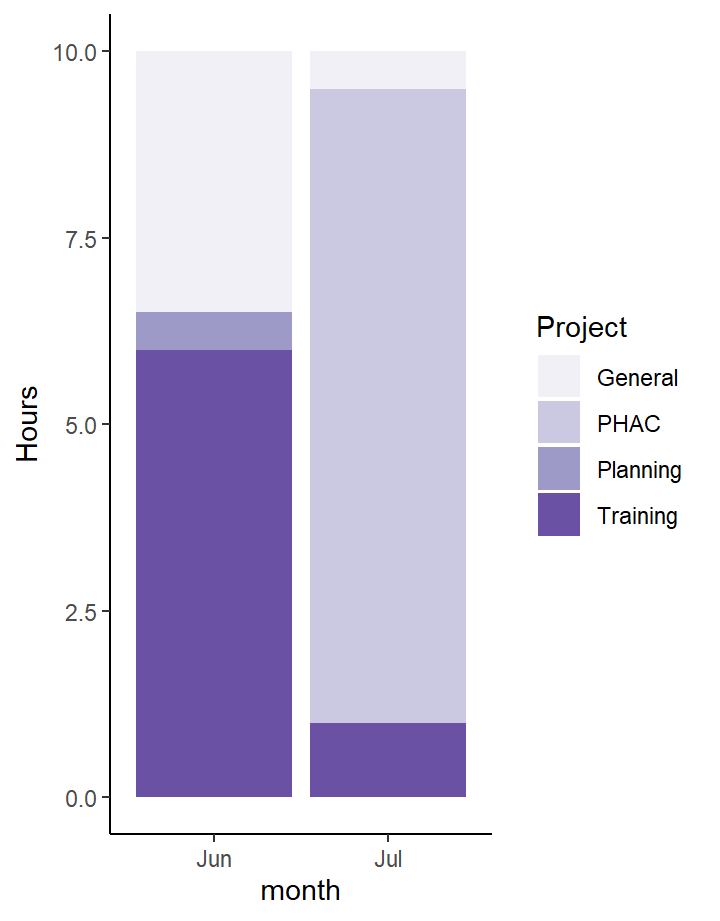 10.0
7.5
5.0
2.5
0.0
Hours
Jun
Jul
month
Project
General
PHAC
Planning
Training